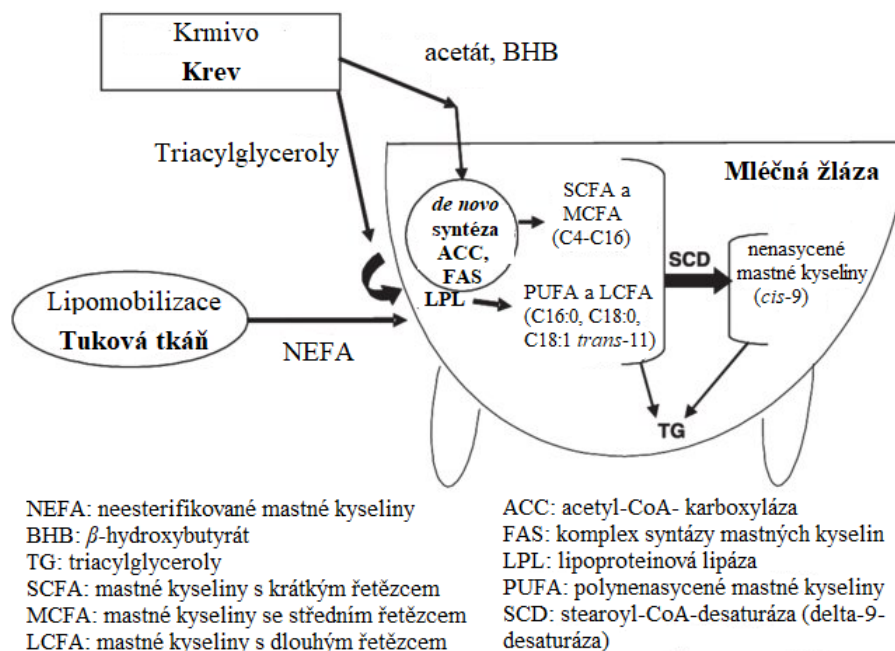 Krmivo
Krev
acetát, BHB
Triacylglyceroly
Mléčná žláza
de novo
syntéza
ACC,
FAS
LPL
SCFA a
MCFA
(C4-C16)
PUFA a LCFA
(C16:0, C18:0,
C18:1 trans-11)
SCD
nenasycené
mastné kyseliny
(cis-9)
Lipomobilizace
Tuková tkáň
NEFA
TG
NEFA: neesterifikované mastné kyseliny
BHB: β-hydroxybutyrát
TG: triacylglyceroly
SCFA: mastné kyseliny s krátkým řetězcem
MCFA: mastné kyseliny se středním řetězcem
LCFA: mastné kyseliny s dlouhým řetězcem
ACC: acetyl-CoA- karboxyláza
FAS: komplex syntázy mastných kyselin
LPL: lipoproteinová lipáza
PUFA: polynenasycené mastné kyseliny
SCD: stearoyl-CoA-desaturáza (delta-9-
desaturáza)